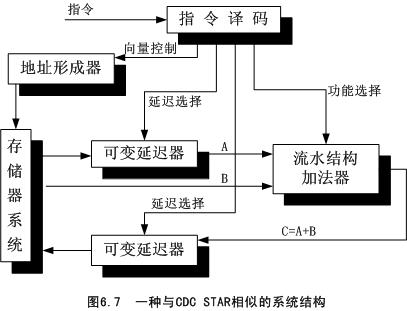 指令
指 令 译 码
向量控制
地址形成器
延迟选择
功能选择
存储器系统
可变延迟器
A
流水结构
加法器
B
延迟选择
可变延迟器
C=A+B
图6.7 一种与CDC STAR相似的系统结构